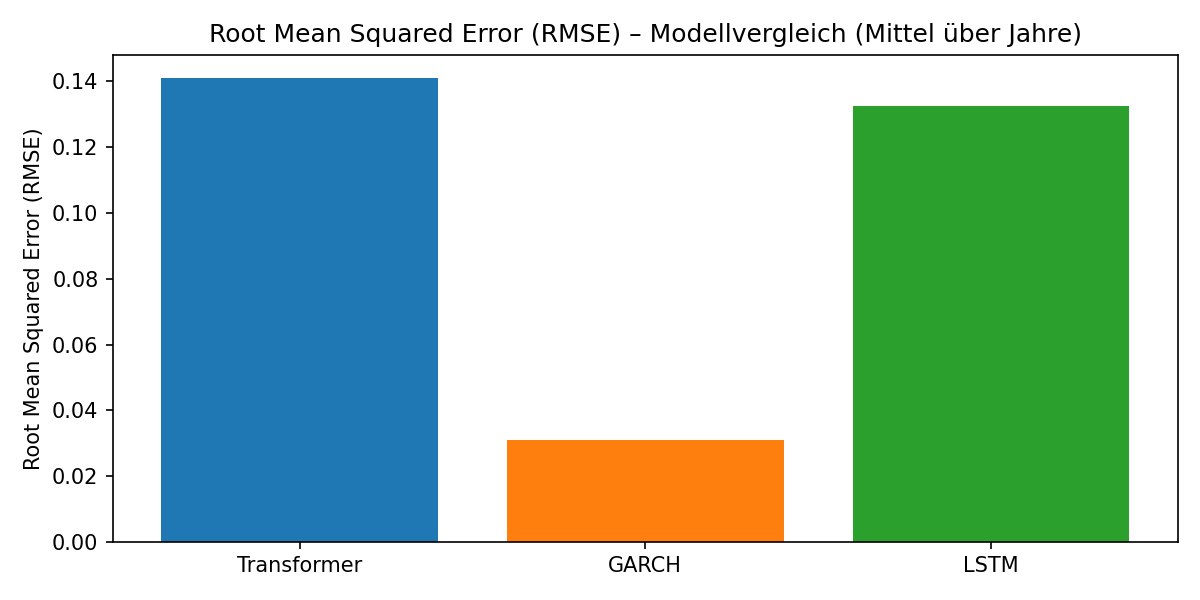 Root Mean Squared Error (RMSE) – Modellvergleich (Mittel über Jahre)
Root Mean Squared Error (RMSE)
0.14
0.12
0.10
0.08
0.06
0.04
0.02
0.00
Transformer
GARCH
LSTM